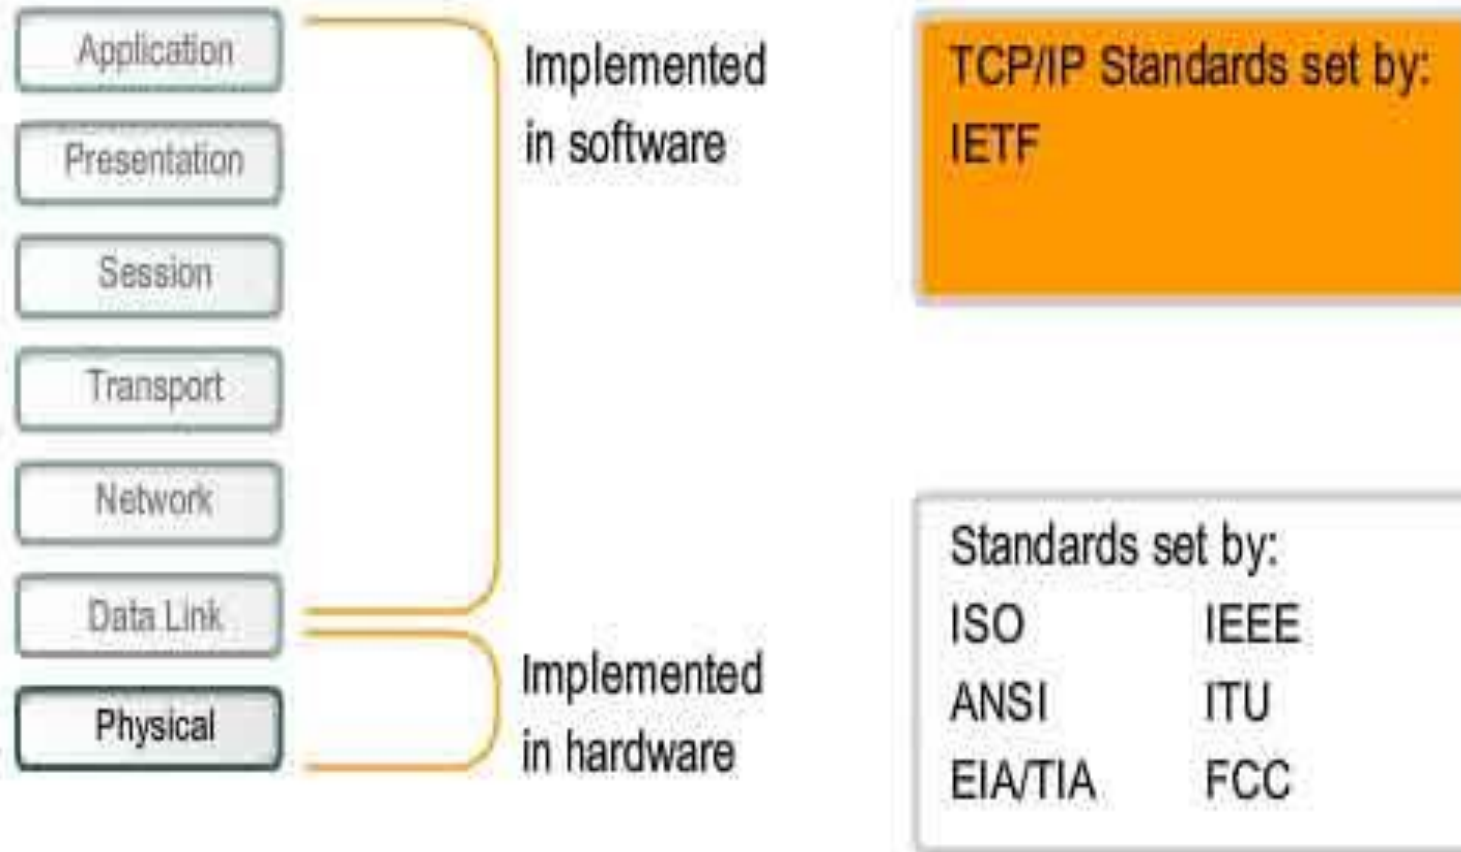 Application
Presentation
Session
Transport
Network
Data Link
Physical
Implemented
in software
Implemented
in hardware
TCP/IP Standards set by:
IETF
Standards set by:
ISO IEEE
ANSI ITU
EIA/TIA FCC